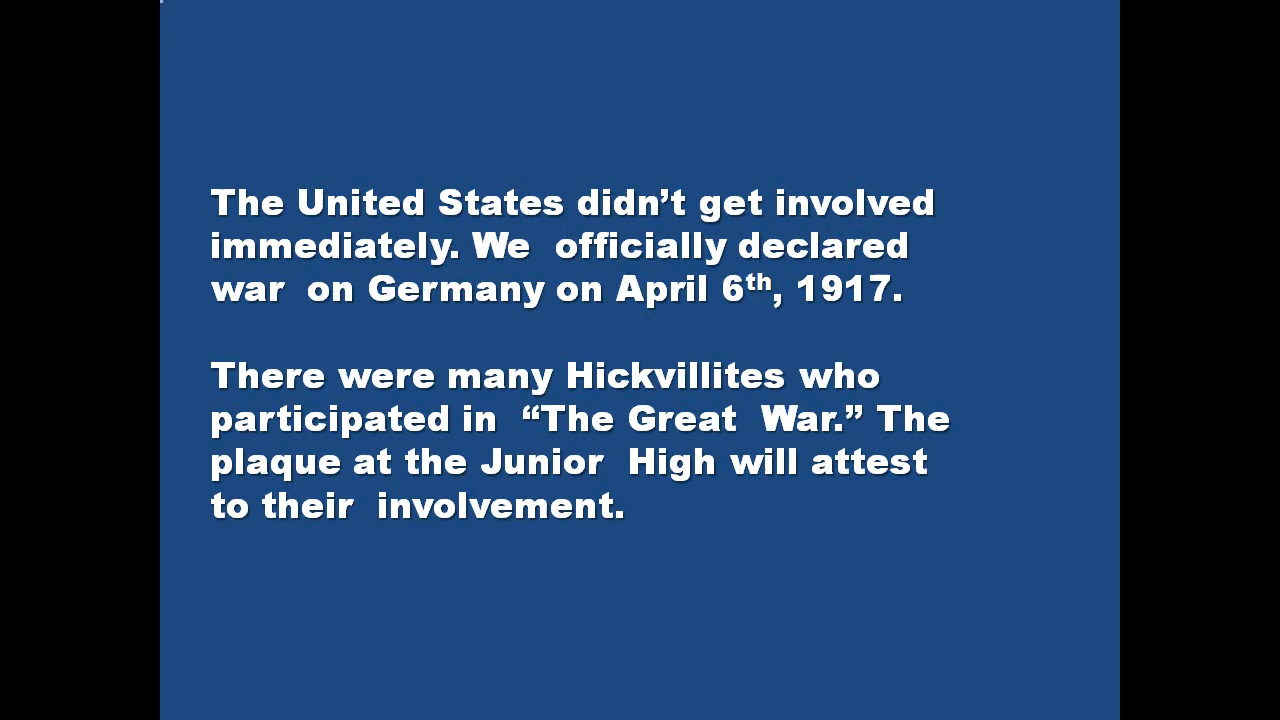 The United States didn’t get involved
immediately. We officially declared
war on Germany on April 6th, 1917.
There were many Hickvillites who
participated in “The Great War.” The
plaque at the Junior High will attest
to their involvement.